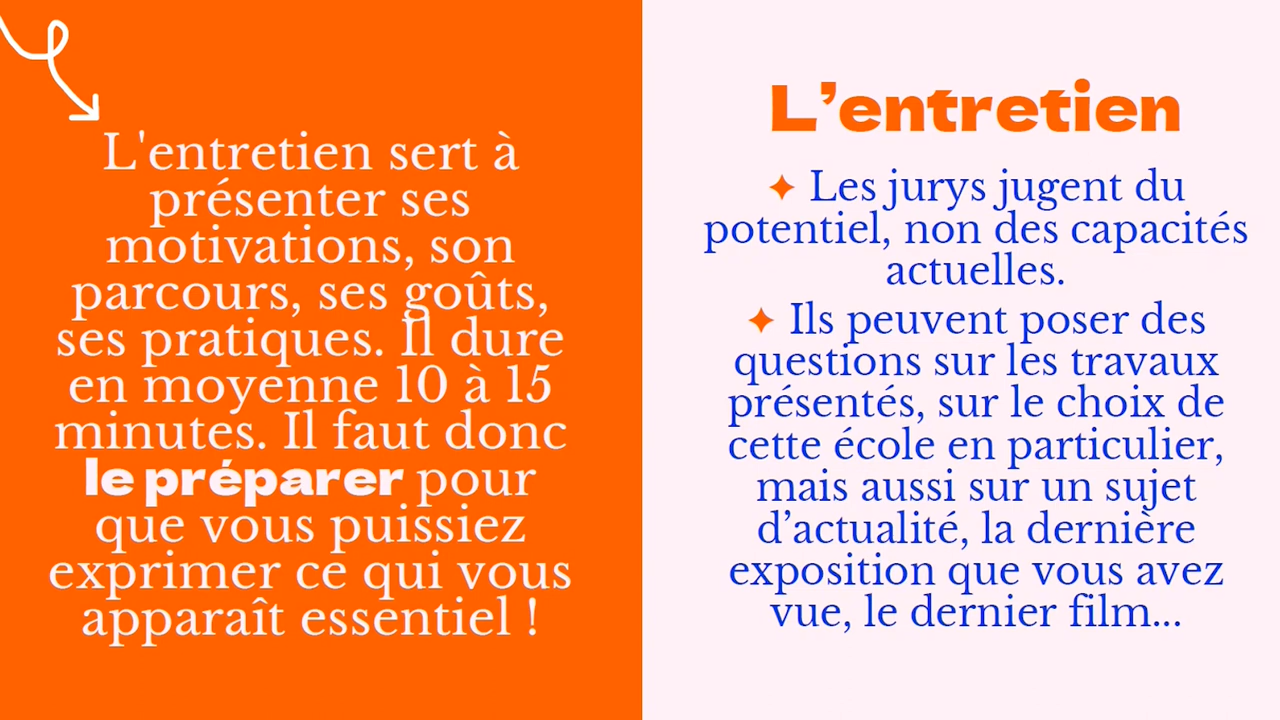 L'entretien sert à
présenter ses
motivations, son
parcours, ses goûts,
ses pratiques. Il dure
en moyenne 10 à 15
minutes. Il faut donc
le préparer pour
que vous puissiez
exprimer ce qui vous
apparaît essentiel !
L’entretien
✦ Les jurys jugent du
potentiel, non des capacités
actuelles.
✦ Ils peuvent poser des
questions sur les travaux
présentés, sur le choix de
cette école en particulier,
mais aussi sur un sujet
d’actualité, la dernière
exposition que vous avez
vue, le dernier film...